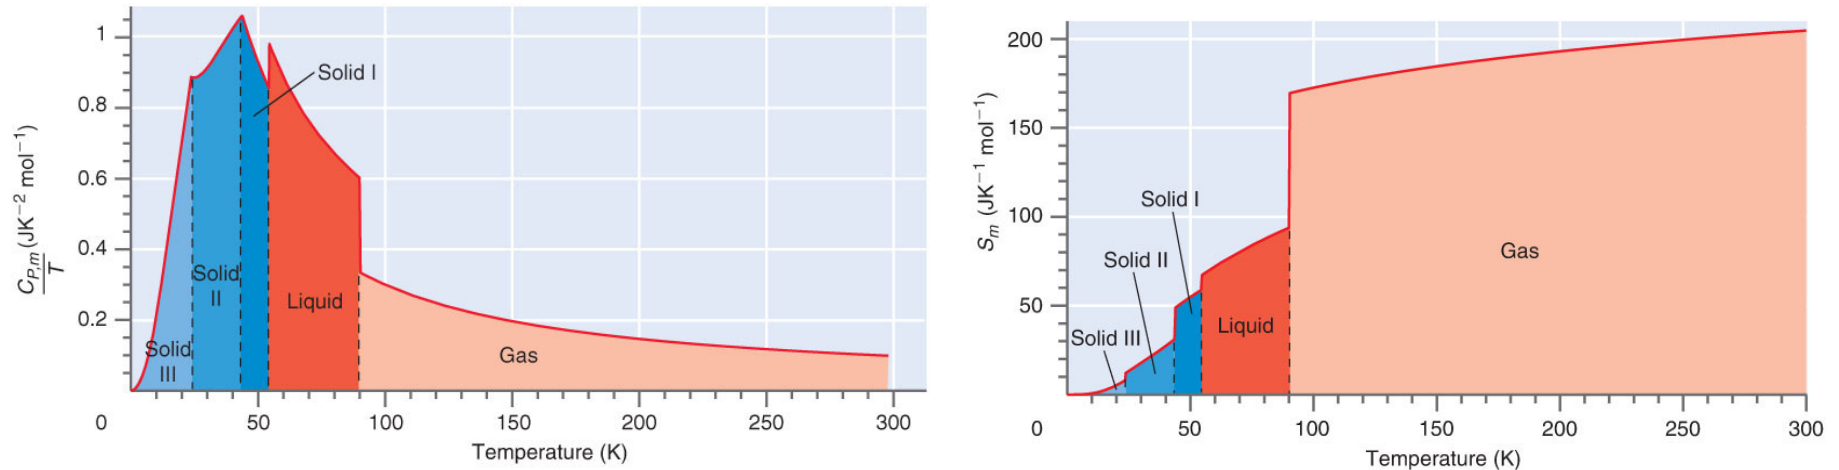 1
0.8
0.6
0.4
0.2
C_{P,m}/T (JK⁻² mol⁻¹)
Solid I
Solid
II
Solid
III
Liquid
Gas
0
50
100
150
200
250
300
Temperature (K)
200
150
100
50
S_m (JK⁻¹ mol⁻¹)
Solid I
Solid II
Solid III
Liquid
Gas
0
50
100
150
200
250
300
Temperature (K)